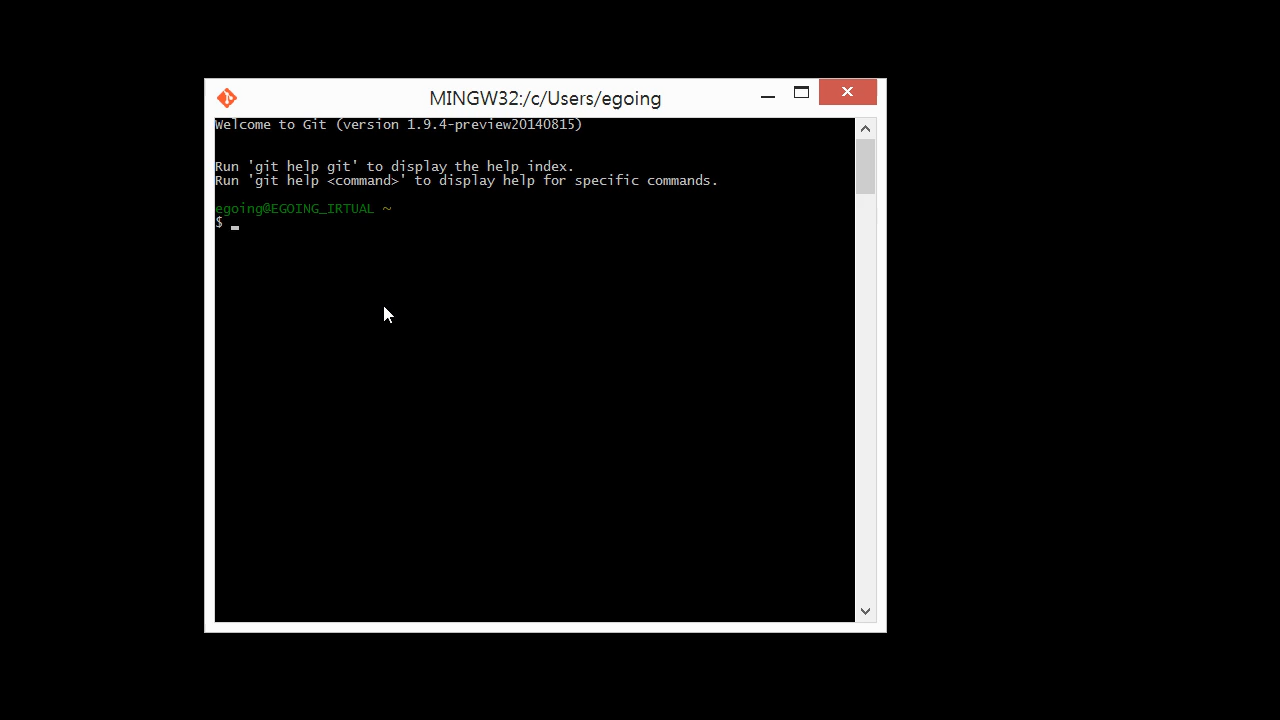 MINGW32:/c/Users/egoing
Welcome to Git (version 1.9.4-preview20140815)
Run 'git help git' to display the help index.
Run 'git help <command>' to display help for specific commands.
egoing@EGOING_IRTUAL ~
$